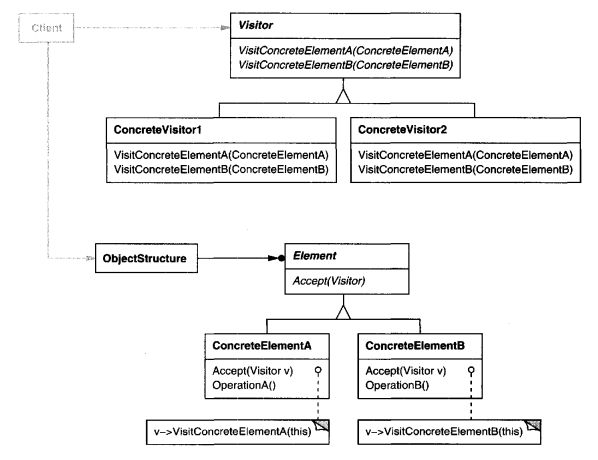 Client
Visitor
VisitConcreteElementA(ConcreteElementA)
VisitConcreteElementB(ConcreteElementB)
ConcreteVisitor1
VisitConcreteElementA(ConcreteElementA)
VisitConcreteElementB(ConcreteElementB)
ConcreteVisitor2
VisitConcreteElementA(ConcreteElementA)
VisitConcreteElementB(ConcreteElementB)
ObjectStructure
Element
Accept(Visitor)
ConcreteElementA
Accept(Visitor v)
OperationA()
ConcreteElementB
Accept(Visitor v)
OperationB()
v–>VisitConcreteElementA(this)
v–>VisitConcreteElementB(this)